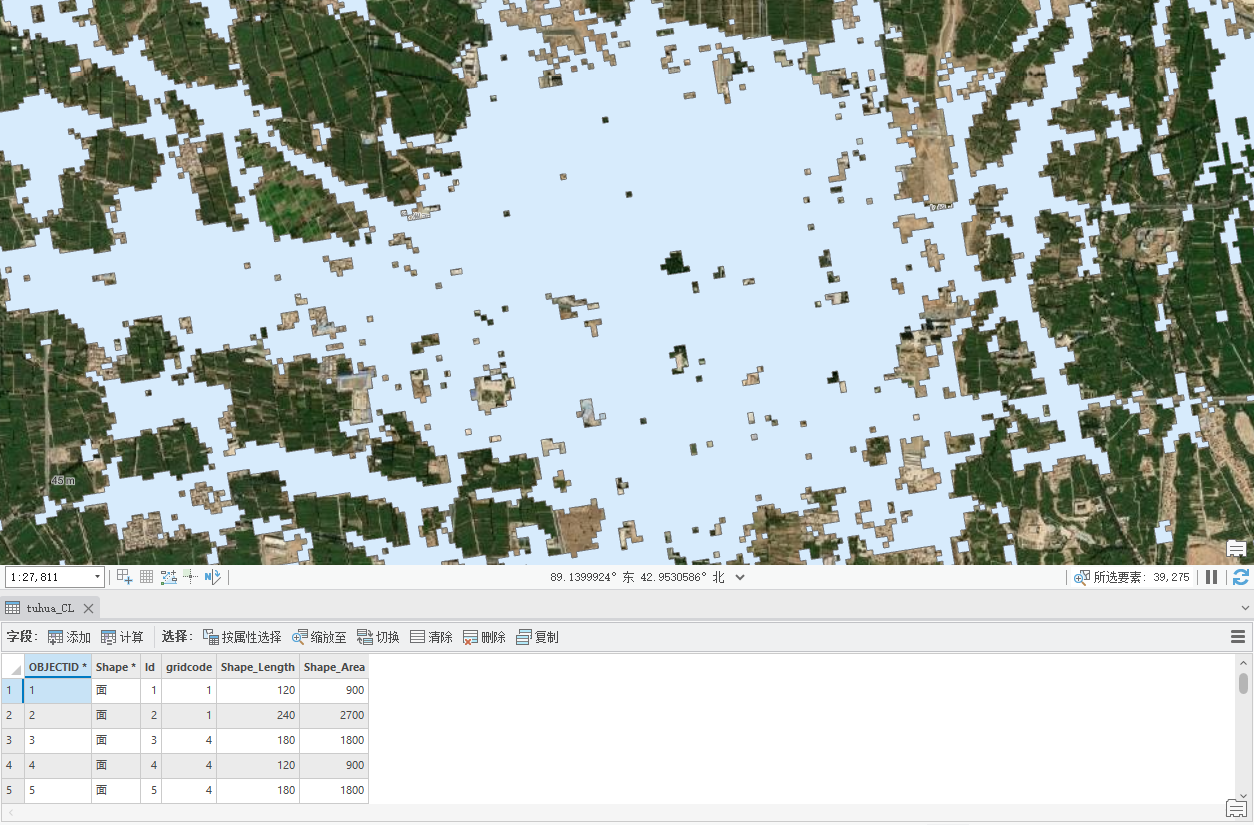 45 m
1:27,811
89.1399924° 东 42.9530586° 北
所选要素: 39,275
tuhua_CL
字段: 添加 计算 选择: 按属性选择 缩放至 切换 清除 删除 复制
OBJECTID * Shape * Id gridcode Shape_Length Shape_Area
1 1 面 1 1 120 900
2 2 面 2 1 240 2700
3 3 面 3 4 180 1800
4 4 面 4 4 120 900
5 5 面 5 4 180 1800